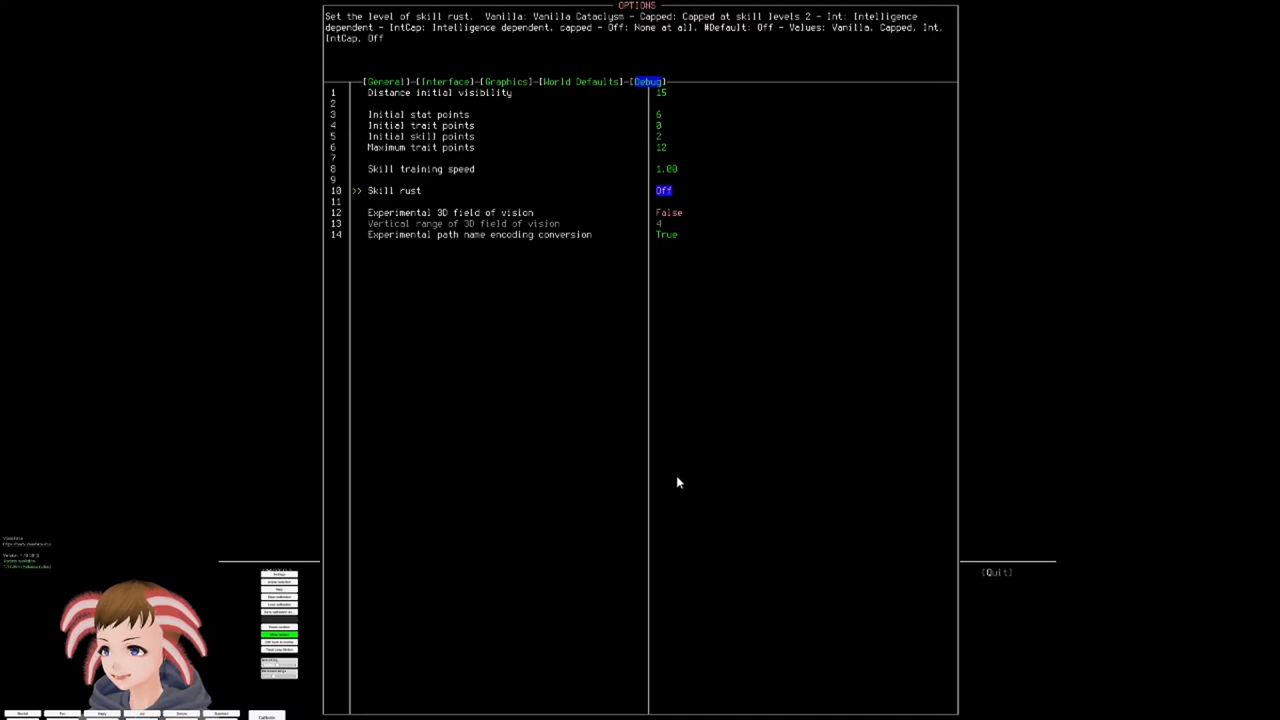 OPTIONS
Set the level of skill rust.  Vanilla: Vanilla Cataclysm - Capped: Capped at skill levels 2 - Int: Intelligence
dependent - IntCap: Intelligence dependent, capped - Off: None at all. #Default: Off - Values: Vanilla, Capped, Int,
IntCap, Off
[General]-[Interface]-[Graphics]-[World Defaults]-[Debug]
1 Distance initial visibility 15
2
3 Initial stat points 6
4 Initial trait points 0
5 Initial skill points 2
6 Maximum trait points 12
7
8 Skill training speed 1.00
9
10 >> Skill rust Off
11
12 Experimental 3D field of vision False
13 Vertical range of 3D field of vision 4
14 Experimental path name encoding conversion True
[Quit]